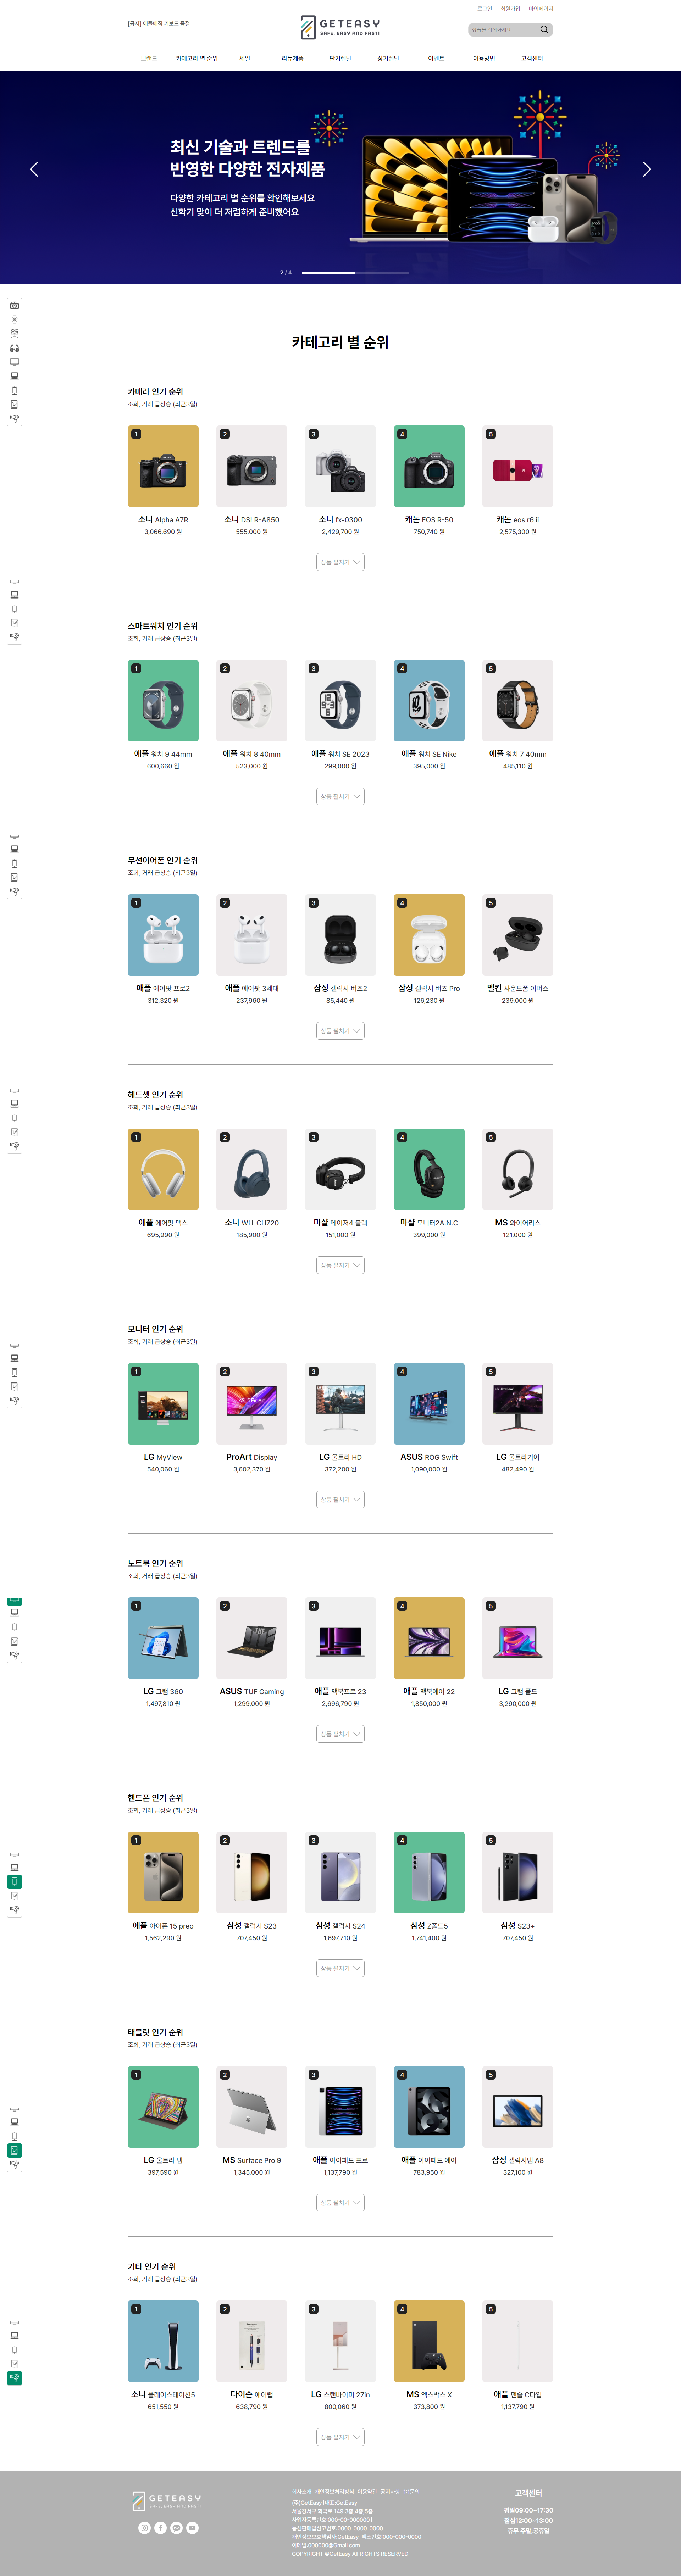 로그인 회원가입 마이페이지
[공지] 애플매직 키보드 품절
GETEASY
SAFE, EASY AND FAST!
상품을 검색하세요
브랜드 카테고리 별 순위 세일 리뉴제품 단기렌탈 장기렌탈 이벤트 이용방법 고객센터
최신 기술과 트렌드를
반영한 다양한 전자제품
다양한 카테고리 별 순위를 확인해보세요
신학기 맞이 더 저렴하게 준비했어요
2 / 4
카테고리 별 순위
카메라 인기 순위
조회, 거래 급상승 (최근3일)
1 2 3 4 5
소니 Alpha A7R 소니 DSLR-A850 소니 fx-0300 캐논 EOS R-50 캐논 eos r6 ii
3,066,690 원 555,000 원 2,429,700 원 750,740 원 2,575,300 원
상품 펼치기
스마트워치 인기 순위
조회, 거래 급상승 (최근3일)
1 2 3 4 5
애플 워치 9 44mm 애플 워치 8 40mm 애플 워치 SE 2023 애플 워치 SE Nike 애플 워치 7 40mm
600,660 원 523,000 원 299,000 원 395,000 원 485,110 원
상품 펼치기
무선이어폰 인기 순위
조회, 거래 급상승 (최근3일)
1 2 3 4 5
애플 에어팟 프로2 애플 에어팟 3세대 삼성 갤럭시 버즈2 삼성 갤럭시 버즈 Pro 벨킨 사운드폼 이머스
312,320 원 237,960 원 85,440 원 126,230 원 239,000 원
상품 펼치기
헤드셋 인기 순위
조회, 거래 급상승 (최근3일)
1 2 3 4 5
애플 에어팟 맥스 소니 WH-CH720 마샬 메이저4 블랙 마샬 모니터2A.N.C MS 와이어리스
695,990 원 185,900 원 151,000 원 399,000 원 121,000 원
상품 펼치기
모니터 인기 순위
조회, 거래 급상승 (최근3일)
1 2 3 4 5
LG MyView ProArt Display LG 울트라 HD ASUS ROG Swift LG 울트라기어
540,060 원 3,602,370 원 372,200 원 1,090,000 원 482,490 원
상품 펼치기
노트북 인기 순위
조회, 거래 급상승 (최근3일)
1 2 3 4 5
LG 그램 360 ASUS TUF Gaming 애플 맥북프로 23 애플 맥북에어 22 LG 그램 폴드
1,497,810 원 1,299,000 원 2,696,790 원 1,850,000 원 3,290,000 원
상품 펼치기
핸드폰 인기 순위
조회, 거래 급상승 (최근3일)
1 2 3 4 5
애플 아이폰 15 preo 삼성 갤럭시 S23 삼성 갤럭시 S24 삼성 Z폴드5 삼성 S23+
1,562,290 원 707,450 원 1,697,710 원 1,741,400 원 707,450 원
상품 펼치기
태블릿 인기 순위
조회, 거래 급상승 (최근3일)
1 2 3 4 5
LG 울트라 탭 MS Surface Pro 9 애플 아이패드 프로 애플 아이패드 에어 삼성 갤럭시탭 A8
397,590 원 1,345,000 원 1,137,790 원 783,950 원 327,100 원
상품 펼치기
기타 인기 순위
조회, 거래 급상승 (최근3일)
1 2 3 4 5
소니 플레이스테이션5 다이슨 에어랩 LG 스탠바이미 27in MS 엑스박스 X 애플 펜슬 C타입
651,550 원 638,790 원 800,060 원 373,800 원 1,137,790 원
상품 펼치기
GETEASY
SAFE, EASY AND FAST!
회사소개 개인정보처리방식 이용약관 공지사항 1:1문의
(주)GetEasy | 대표:GetEasy
서울강서구 화곡로 149 3층,4층,5층
사업자등록번호:000-00-000000 |
통신판매업신고번호:0000-0000-0000
개인정보보호책임자:GetEasy | 팩스번호:000-000-0000
이메일:000000@Gmail.com
COPYRIGHT ©GetEasy All RIGHTS RESERVED
고객센터
평일09:00~17:30
점심12:00~13:00
휴무 주말,공휴일